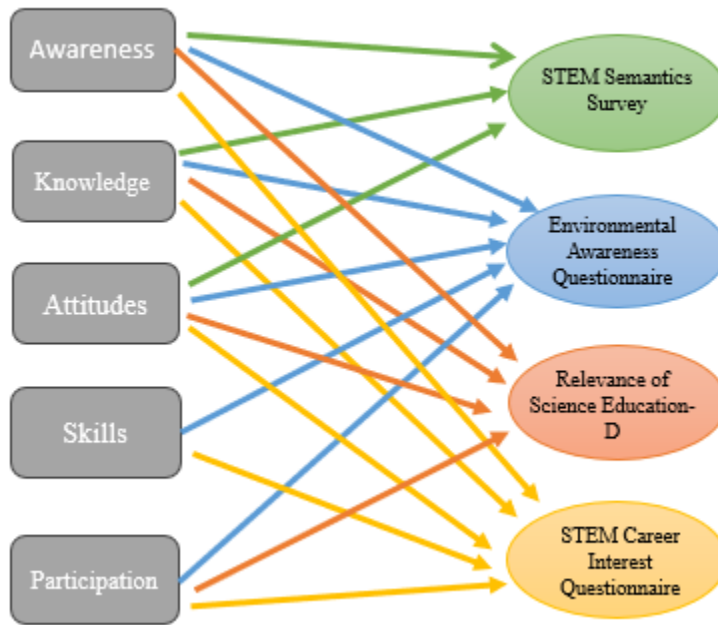 Awareness
Knowledge
Attitudes
Skills
Participation
STEM Semantics
Survey
Environmental
Awareness
Questionnaire
Relevance of
Science Education-
D
STEM Career
Interest
Questionnaire